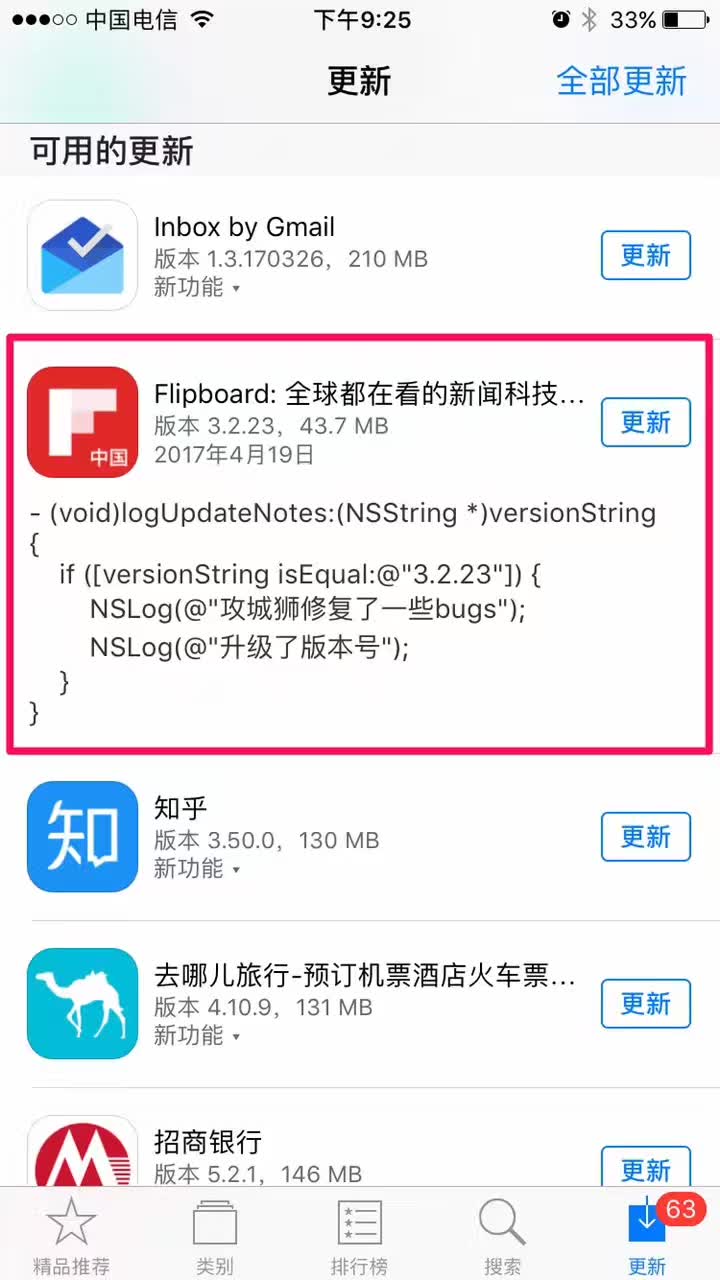 中国电信 下午9:25 33%
更新 全部更新
可用的更新
Inbox by Gmail
版本 1.3.170326，210 MB
新功能
更新
Flipboard: 全球都在看的新闻科技…
中国
版本 3.2.23，43.7 MB
2017年4月19日
更新
- (void)logUpdateNotes:(NSString *)versionString
{
if ([versionString isEqual:@"3.2.23"]) {
NSLog(@"攻城狮修复了一些bugs");
NSLog(@"升级了版本号");
}
}
知
知乎
版本 3.50.0，130 MB
新功能
更新
去哪儿旅行-预订机票酒店火车票…
版本 4.10.9，131 MB
新功能
更新
招商银行
版本 5.2.1，146 MB
更新
63
精品推荐 类别 排行榜 搜索 更新